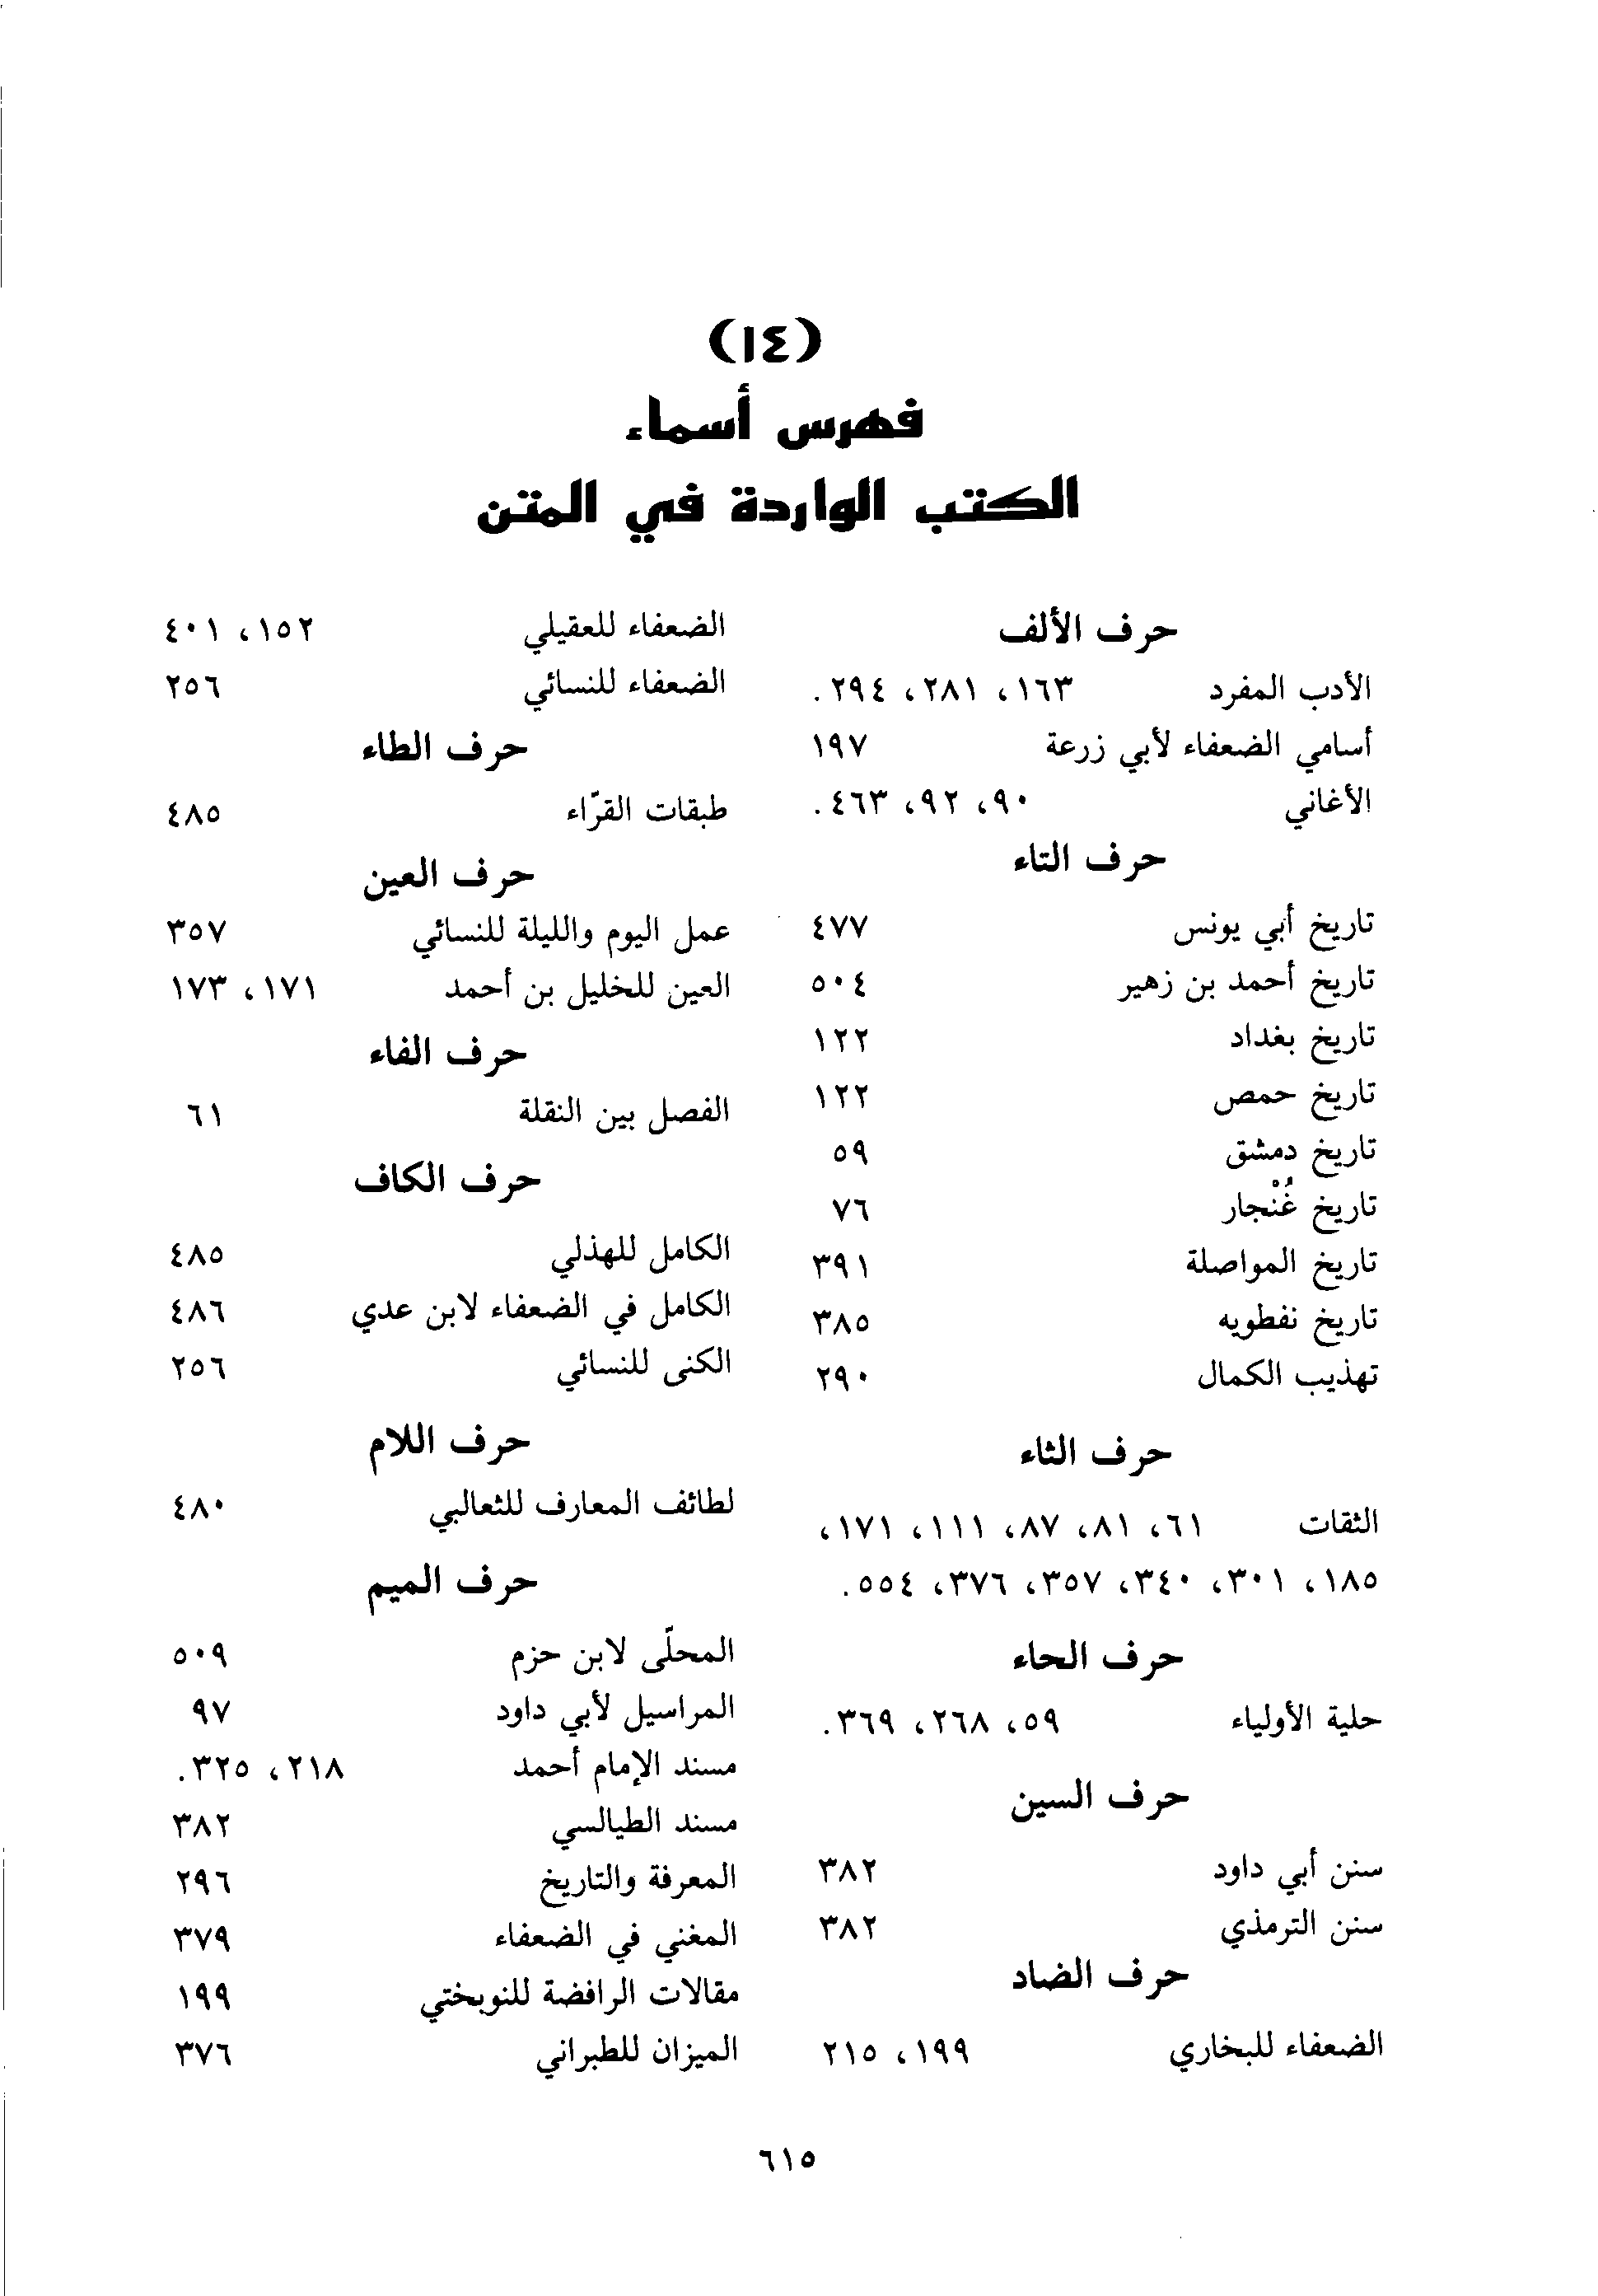 (١٤)
فهرس أسماء
الكتب الواردة في المتن
حرف الألف
الأدب المفرد ١٦٣، ٢٨١، ٢٩٤.
أسامي الضعفاء لأبي زرعة ١٩٧
الأغاني ٩٠، ٩٢، ٤٦٣.
حرف التاء
تاريخ أبي يونس ٤٧٧
تاريخ أحمد بن زهير ٥٠٤
تاريخ بغداد ١٢٢
تاريخ حمص ١٢٢
تاريخ دمشق ٥٩
تاريخ غُنْجار ٧٦
تاريخ المواصلة ٣٩١
تاريخ نفطويه ٣٨٥
تهذيب الكمال ٢٩٠
حرف الثاء
الثقات ٦١، ٨١، ٨٧، ١١١، ١٧١،
١٨٥، ٣٠١، ٣٤٠، ٣٥٧، ٣٧٦، ٥٥٤.
حرف الحاء
حلية الأولياء ٥٩، ٢٦٨، ٣٦٩.
حرف السين
سنن أبي داود ٣٨٢
سنن الترمذي ٣٨٢
حرف الضاد
الضعفاء للبخاري ١٩٩، ٢١٥
الضعفاء للعقيلي ١٥٢، ٤٠١
الضعفاء للنسائي ٢٥٦
حرف الطاء
طبقات القرّاء ٤٨٥
حرف العين
عمل اليوم والليلة للنسائي ٣٥٧
العين للخليل بن أحمد ١٧١، ١٧٣
حرف الفاء
الفصل بين النقلة ٦١
حرف الكاف
الكامل للهذلي ٤٨٥
الكامل في الضعفاء لابن عدي ٤٨٦
الكنى للنسائي ٢٥٦
حرف اللام
لطائف المعارف للثعالبي ٤٨٠
حرف الميم
المحلّى لابن حزم ٥٠٩
المراسيل لأبي داود ٩٧
مسند الإمام أحمد ٢١٨، ٣٢٥.
مسند الطيالسي ٣٨٢
المعرفة والتاريخ ٢٩٦
المغني في الضعفاء ٣٧٩
مقالات الرافضة للنوبختي ١٩٩
الميزان للطبراني ٣٧٦
٦١٥